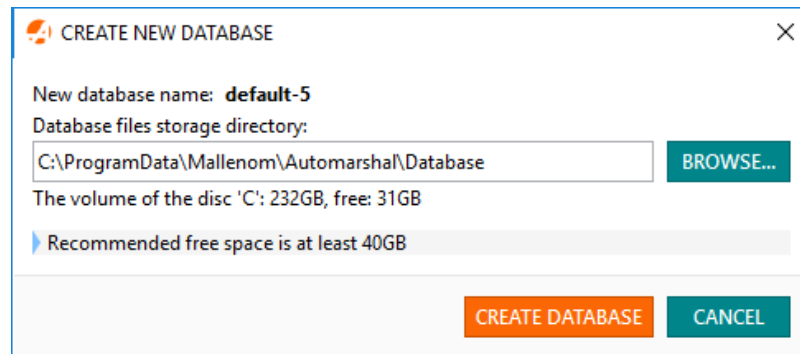 CREATE NEW DATABASE
New database name: default-5
Database files storage directory:
C:\ProgramData\Mallenom\Automarshal\Database
BROWSE...
The volume of the disc 'C': 232GB, free: 31GB
Recommended free space is at least 40GB
CREATE DATABASE
CANCEL